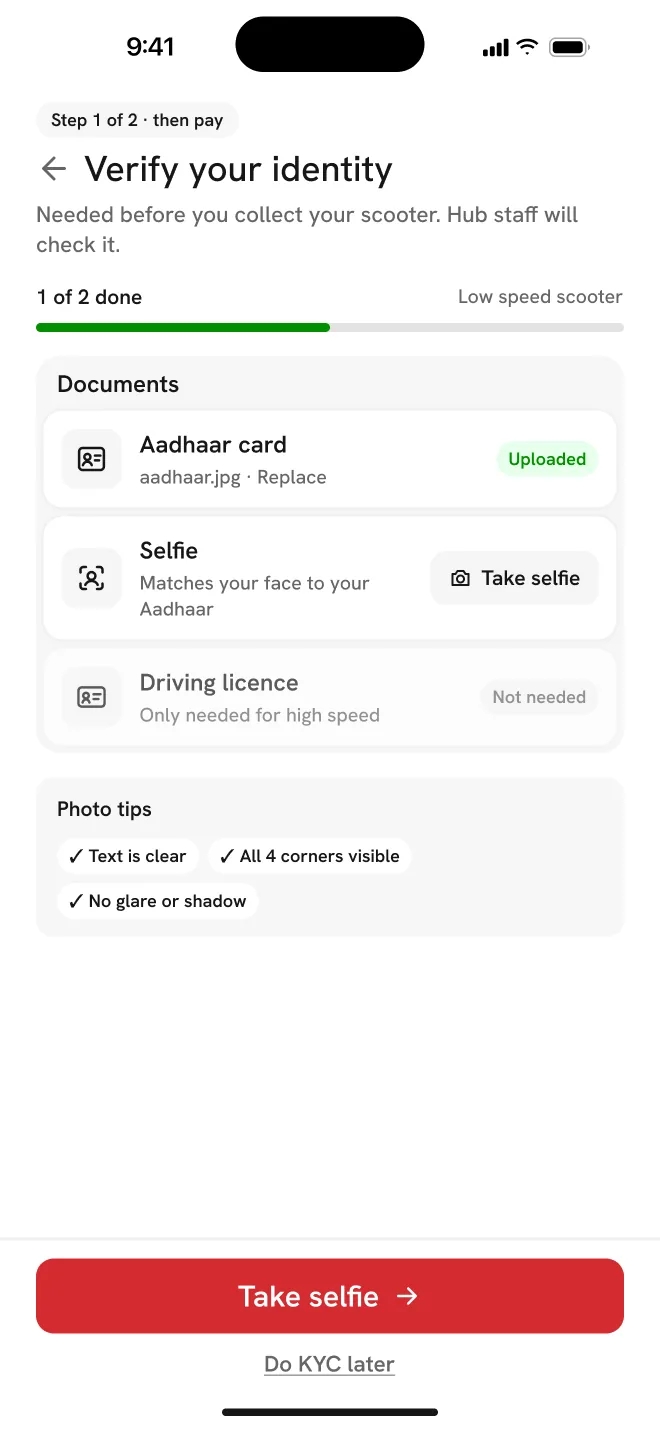 9:41
Step 1 of 2 · then pay
← Verify your identity
Needed before you collect your scooter. Hub staff will
check it.
1 of 2 done
Low speed scooter
Documents
Aadhaar card
aadhaar.jpg · Replace
Uploaded
Selfie
Matches your face to your
Aadhaar
Take selfie
Driving licence
Only needed for high speed
Not needed
Photo tips
✓ Text is clear
✓ All 4 corners visible
✓ No glare or shadow
Take selfie →
Do KYC later